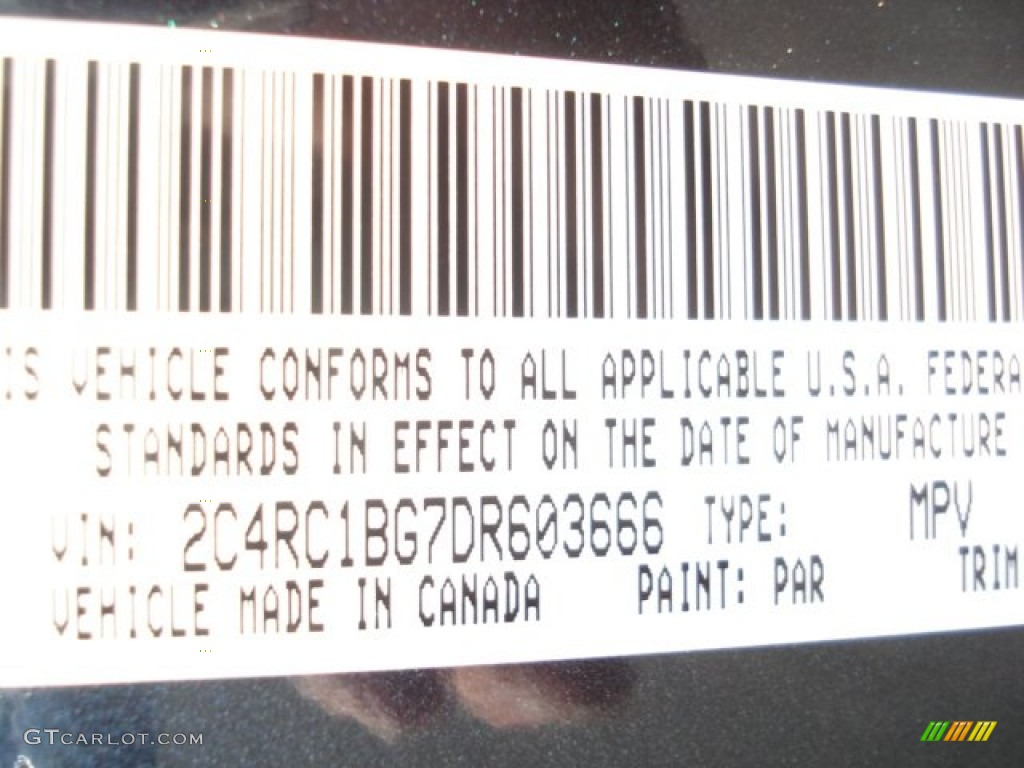 IS VEHICLE CONFORMS TO ALL APPLICABLE U.S.A. FEDERA
STANDARDS IN EFFECT ON THE DATE OF MANUFACTURE
VIN: 2C4RC1BG7DR603666 TYPE: MPV
VEHICLE MADE IN CANADA PAINT: PAR TRIM
GTCARLOT.COM